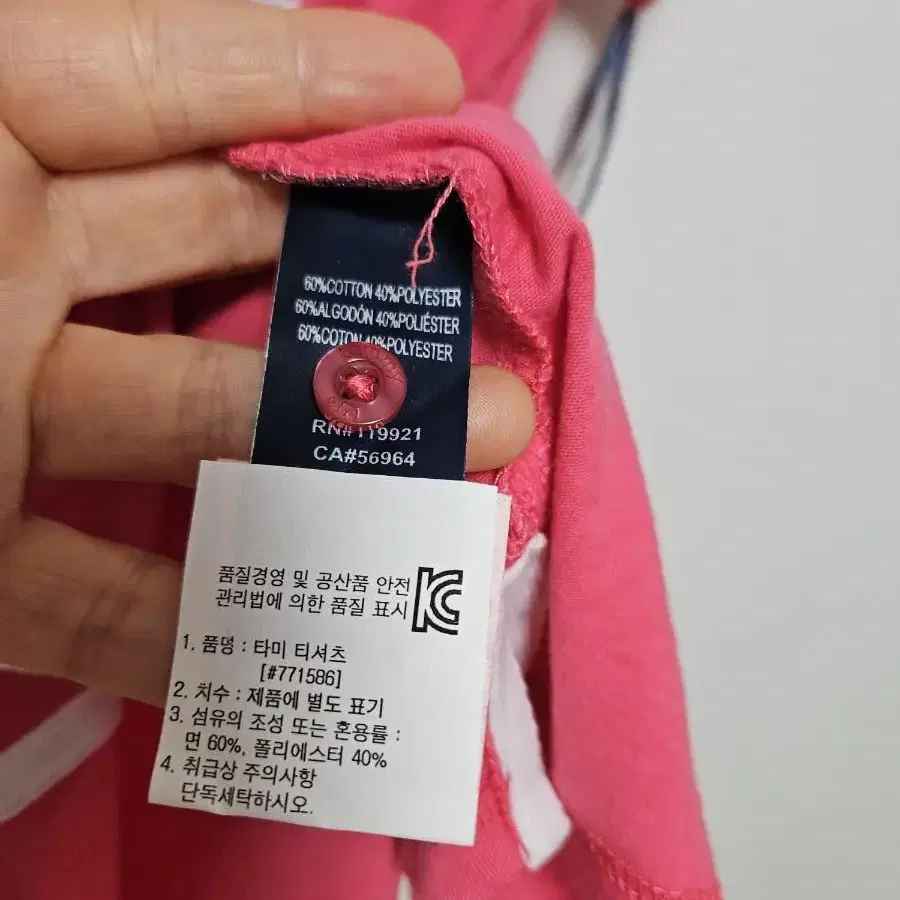 60%COTTON 40%POLYESTER
60%ALGODÓN 40%POLIÉSTER
60%COTON 40%POLYESTER
RN#119921
CA#56964
품질경영 및 공산품 안전
관리법에 의한 품질 표시
1. 품명 : 타미 티셔츠
[#771586]
2. 치수 : 제품에 별도 표기
3. 섬유의 조성 또는 혼용률 :
면 60%, 폴리에스터 40%
4. 취급상 주의사항
단독세탁하시오.